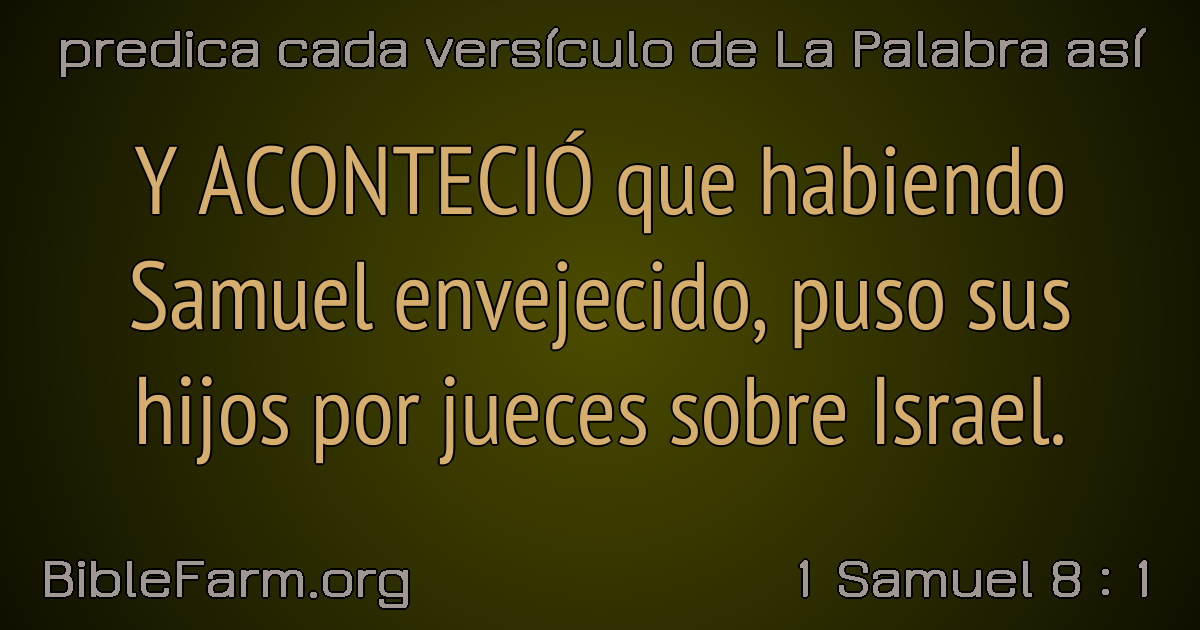 predica cada versículo de La Palabra así
Y ACONTECIÓ que habiendo
Samuel envejecido, puso sus
hijos por jueces sobre Israel.
BibleFarm.org
1 Samuel 8 : 1